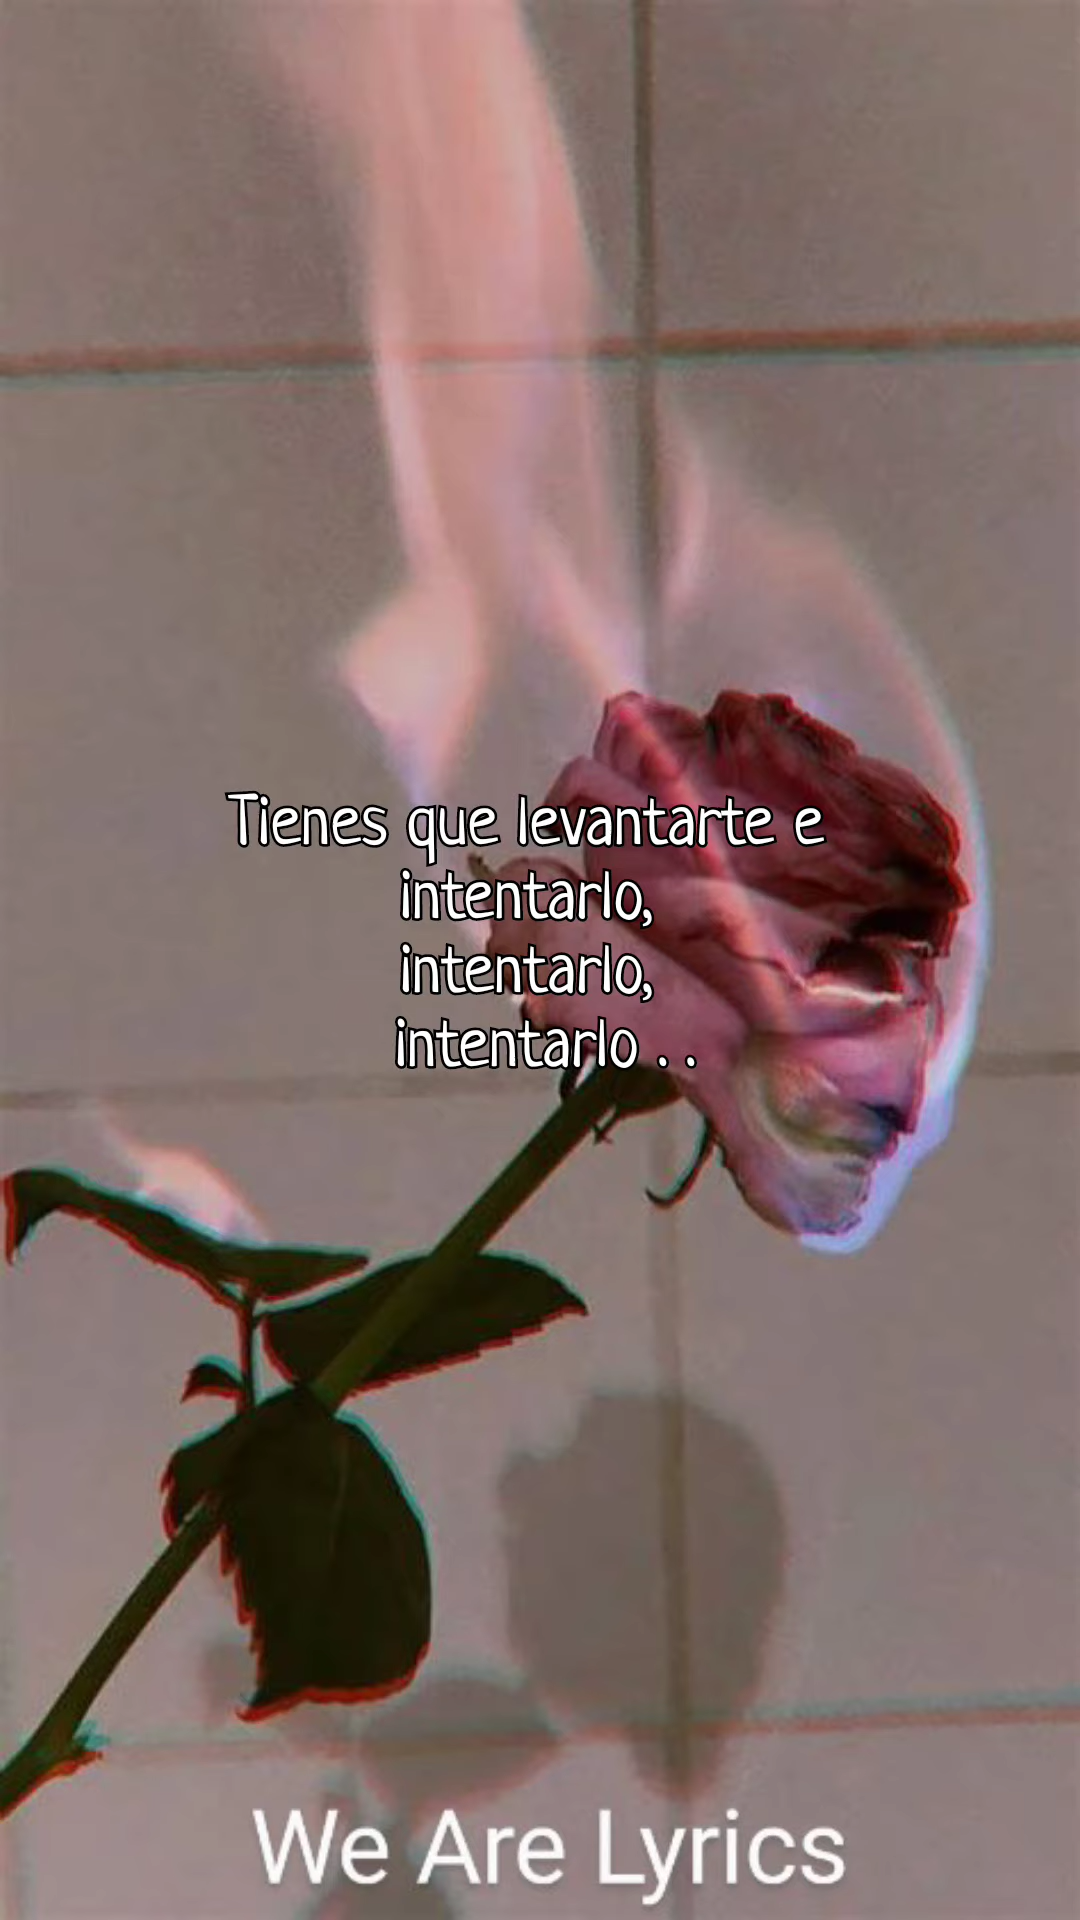 Tienes que levantarte e
intentarlo,
intentarlo,
intentarlo . .
We Are Lyrics